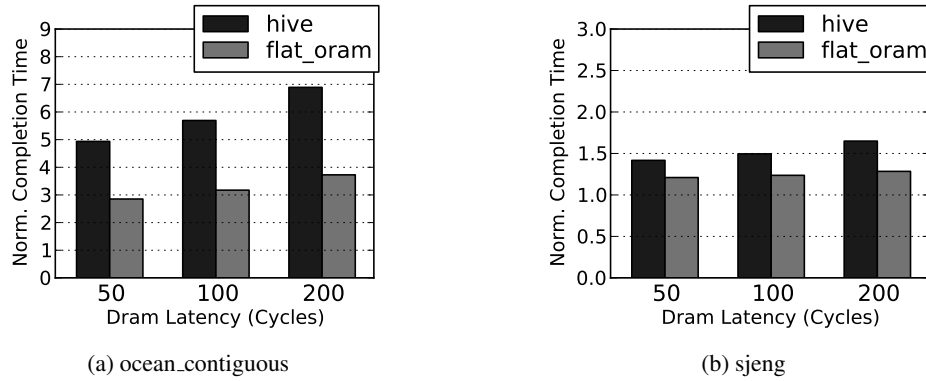 hive
flat_oram
Norm. Completion Time
9
8
7
6
5
4
3
2
1
0
50 100 200
Dram Latency (Cycles)
(a) ocean_contiguous
hive
flat_oram
Norm. Completion Time
3.0
2.5
2.0
1.5
1.0
0.5
0.0
50 100 200
Dram Latency (Cycles)
(b) sjeng